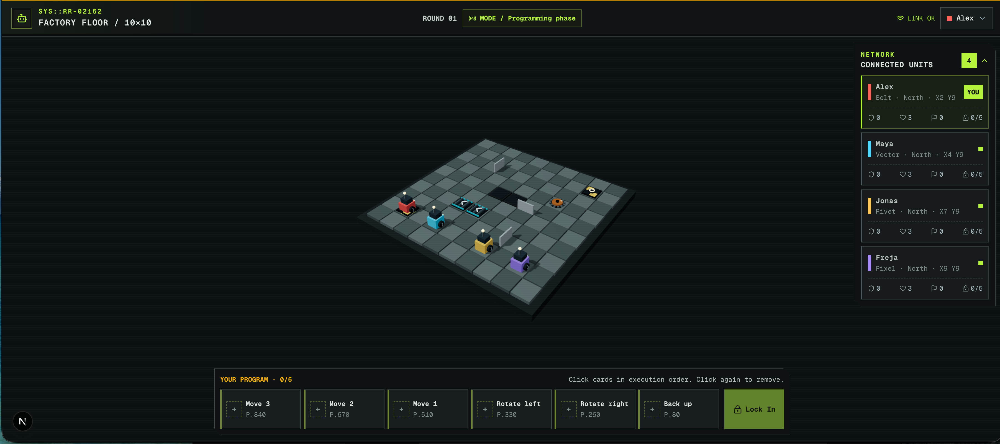 SYS::RR-02162
FACTORY FLOOR / 10×10
ROUND 01
MODE / Programming phase
LINK OK
Alex
NETWORK
CONNECTED UNITS
4
Alex
Bolt · North · X2 Y9
YOU
0 3 0 0/5
Maya
Vector · North · X4 Y9
0 3 0 0/5
Jonas
Rivet · North · X7 Y9
0 3 0 0/5
Freja
Pixel · North · X9 Y9
0 3 0 0/5
YOUR PROGRAM · 0/5
Click cards in execution order. Click again to remove.
+ Move 3
P.840
+ Move 2
P.670
+ Move 1
P.510
+ Rotate left
P.330
+ Rotate right
P.260
+ Back up
P.80
Lock In
N